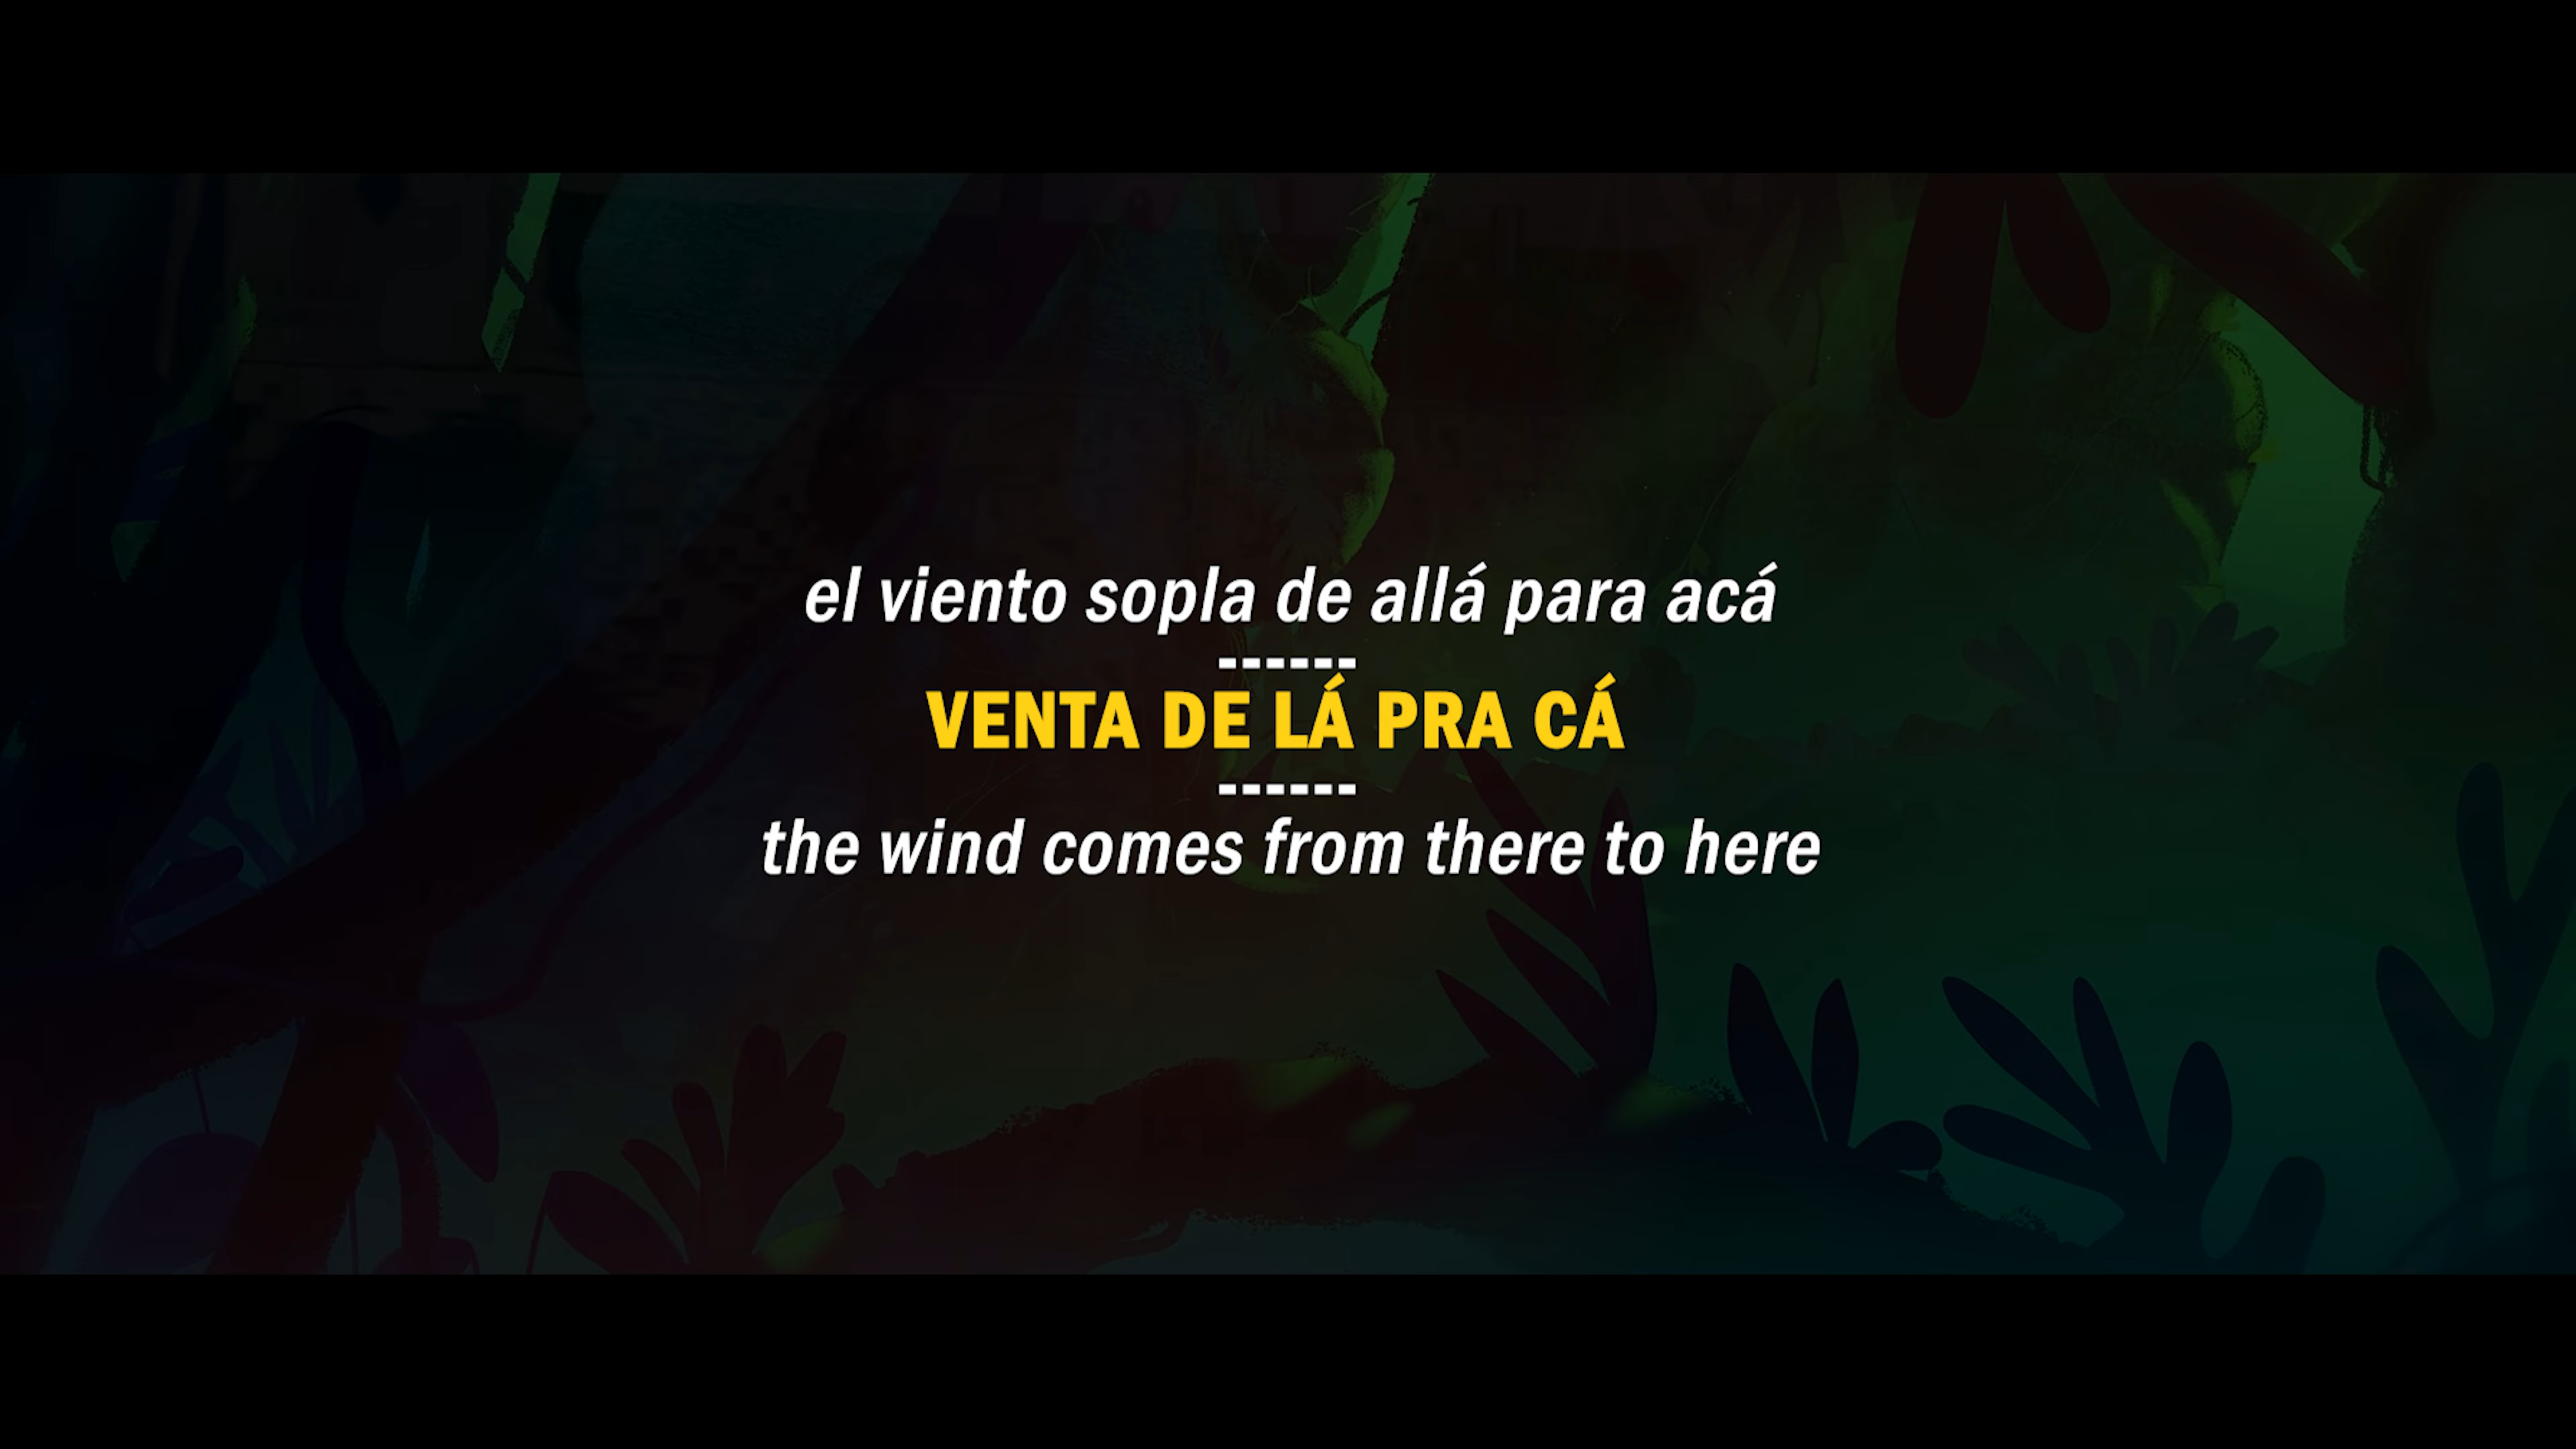 el viento sopla de allá para acá
------
VENTA DE LÁ PRA CÁ
------
the wind comes from there to here